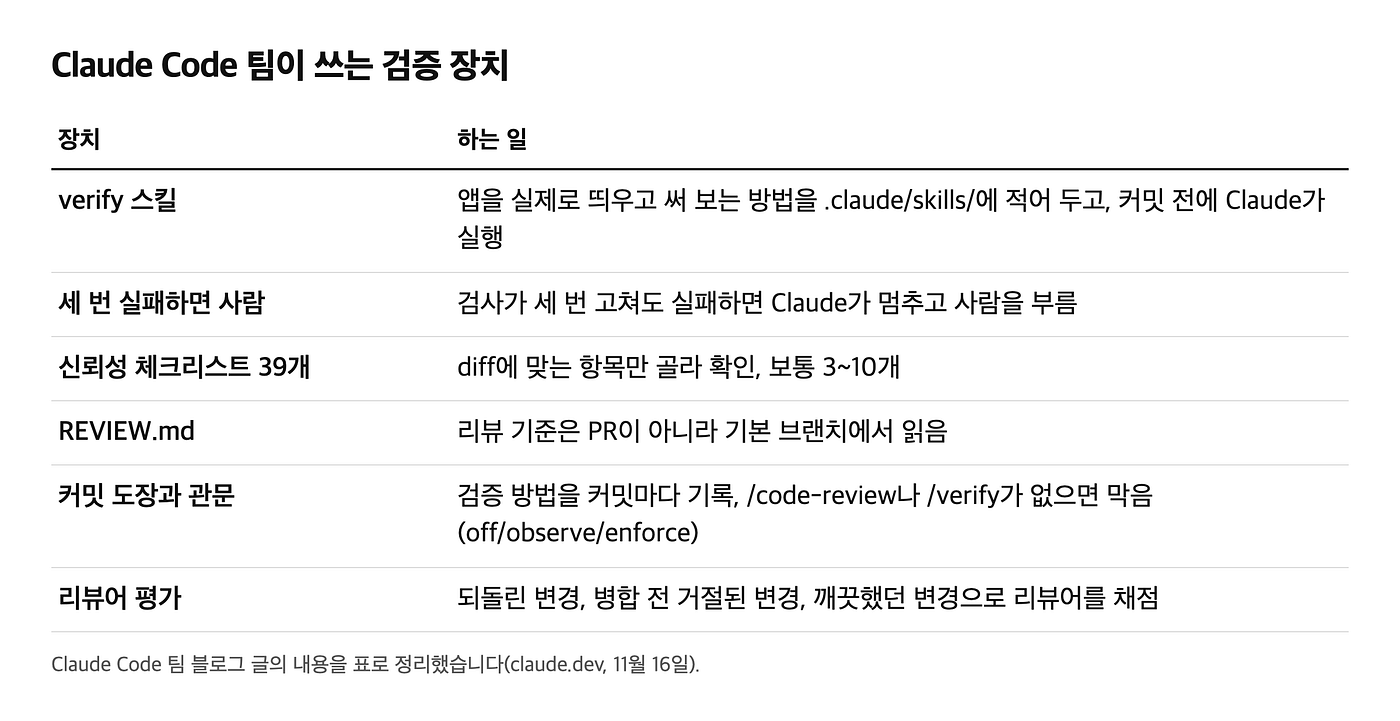 Claude Code 팀이 쓰는 검증 장치
장치
하는 일
verify 스킬
앱을 실제로 띄우고 써 보는 방법을 .claude/skills/에 적어 두고, 커밋 전에 Claude가
실행
세 번 실패하면 사람
검사가 세 번 고쳐도 실패하면 Claude가 멈추고 사람을 부름
신뢰성 체크리스트 39개
diff에 맞는 항목만 골라 확인, 보통 3~10개
REVIEW.md
리뷰 기준은 PR이 아니라 기본 브랜치에서 읽음
커밋 도장과 관문
검증 방법을 커밋마다 기록, /code-review나 /verify가 없으면 막음
(off/observe/enforce)
리뷰어 평가
되돌린 변경, 병합 전 거절된 변경, 깨끗했던 변경으로 리뷰어를 채점
Claude Code 팀 블로그 글의 내용을 표로 정리했습니다(claude.dev, 11월 16일).